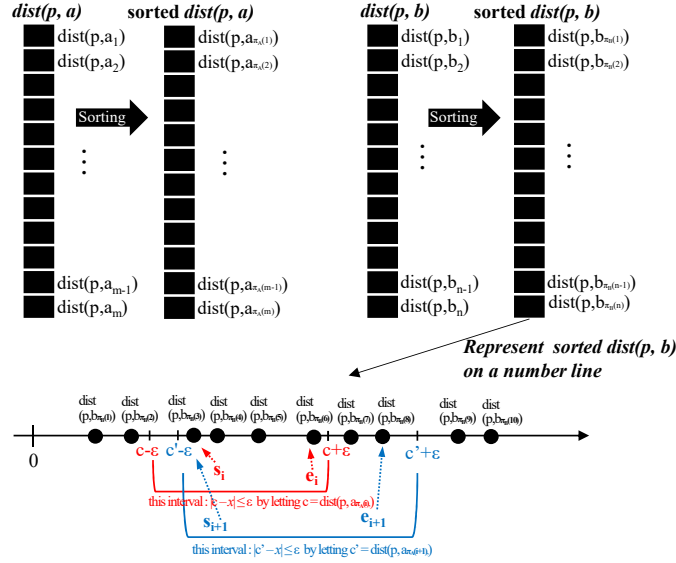 dist(p, a) sorted dist(p, a) dist(p, b) sorted dist(p, b)
dist(p,a1) dist(p,aπA(1)) dist(p,b1) dist(p,bπB(1))
dist(p,a2) dist(p,aπA(2)) dist(p,b2) dist(p,bπB(2))
Sorting Sorting
⋮ ⋮ ⋮ ⋮
dist(p,am-1) dist(p,aπA(m-1)) dist(p,bn-1) dist(p,bπB(n-1))
dist(p,am) dist(p,aπA(m)) dist(p,bn) dist(p,bπB(n))
Represent sorted dist(p, b)
on a number line
dist dist dist dist dist dist dist dist dist dist
(p,bπB(1)) (p,bπB(2)) (p,bπB(3)) (p,bπB(4)) (p,bπB(5)) (p,bπB(6)) (p,bπB(7)) (p,bπB(8)) (p,bπB(9)) (p,bπB(10))
0 c-ε c'-ε c+ε c'+ε
si ei
this interval : |c – x| ≤ ε by letting c = dist(p, aπA(i))
si+1 ei+1
this interval : |c' – x| ≤ ε by letting c' = dist(p, aπA(i+1))